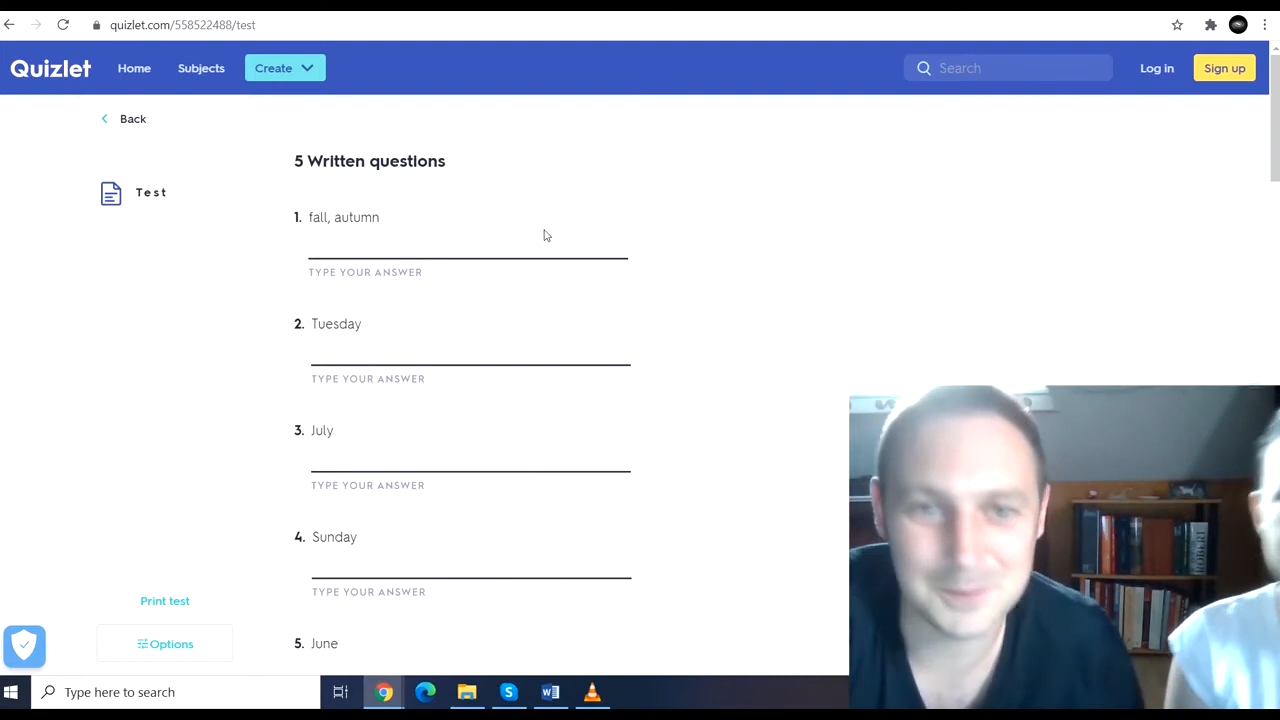 quizlet.com/558522488/test
Quizlet Home Subjects Create Search Log in Sign up
Back
5 Written questions
Test
1. fall, autumn
TYPE YOUR ANSWER
2. Tuesday
TYPE YOUR ANSWER
3. July
TYPE YOUR ANSWER
4. Sunday
TYPE YOUR ANSWER
Print test
Options
5. June
Type here to search